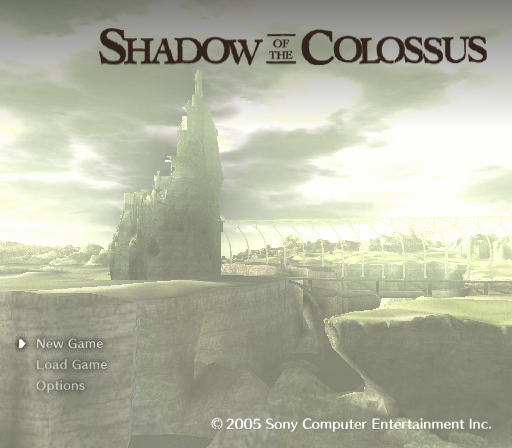 SHADOW OF THE COLOSSUS
New Game
Load Game
Options
© 2005 Sony Computer Entertainment Inc.